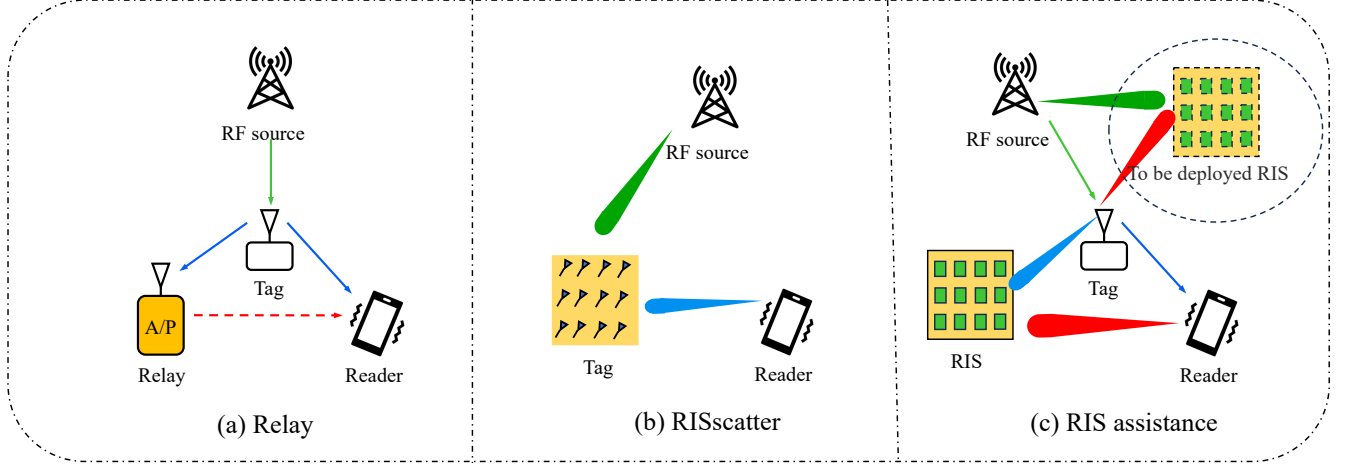 RF source
Tag
A/P
Relay
Reader
(a) Relay
RF source
Tag
Reader
(b) RISscatter
RF source
To be deployed RIS
Tag
RIS
Reader
(c) RIS assistance